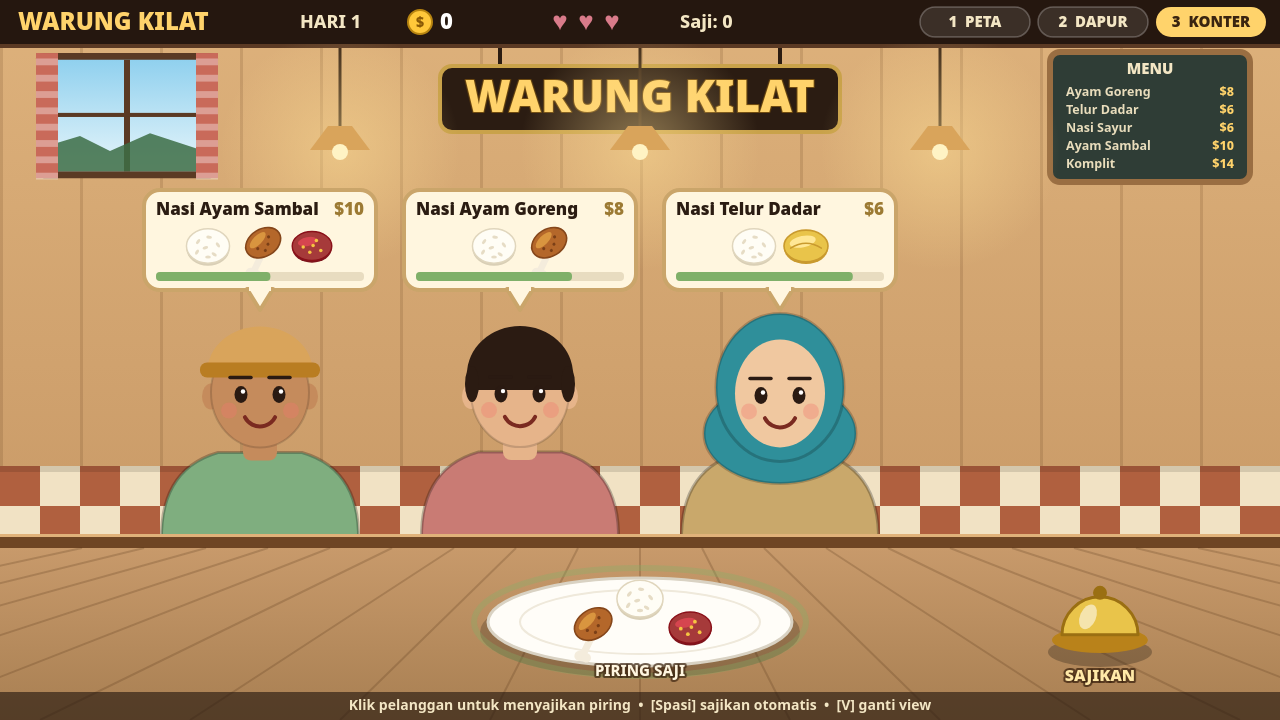 WARUNG KILAT
HARI 1
$ 0
♥ ♥ ♥
Saji: 0
1 PETA
2 DAPUR
3 KONTER
WARUNG KILAT
MENU
Ayam Goreng $8
Telur Dadar $6
Nasi Sayur $6
Ayam Sambal $10
Komplit $14
Nasi Ayam Sambal $10
Nasi Ayam Goreng $8
Nasi Telur Dadar $6
PIRING SAJI
SAJIKAN
Klik pelanggan untuk menyajikan piring • [Spasi] sajikan otomatis • [V] ganti view